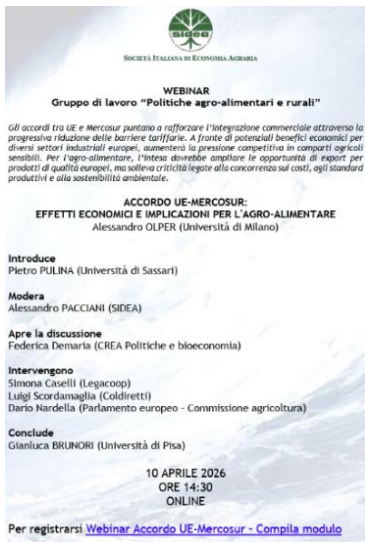 sidea
SOCIETÀ ITALIANA DI ECONOMIA AGRARIA
WEBINAR
Gruppo di lavoro "Politiche agro-alimentari e rurali"
Gli accordi tra UE e Mercosur puntano a rafforzare l'integrazione commerciale attraverso la
progressiva riduzione delle barriere tariffarie. A fronte di potenziali benefici economici per
diversi settori industriali europei, aumenterà la pressione competitiva in comparti agricoli
sensibili. Per l'agro-alimentare, l'intesa dovrebbe ampliare le opportunità di export per
prodotti di qualità europei, ma solleva criticità legate alla concorrenza sui costi, agli standard
produttivi e alla sostenibilità ambientale.
ACCORDO UE-MERCOSUR:
EFFETTI ECONOMICI E IMPLICAZIONI PER L'AGRO-ALIMENTARE
Alessandro OLPER (Università di Milano)
Introduce
Pietro PULINA (Università di Sassari)
Modera
Alessandro PACCIANI (SIDEA)
Apre la discussione
Federica Demaria (CREA Politiche e bioeconomia)
Intervengono
Simona Caselli (Legacoop)
Luigi Scordamaglia (Coldiretti)
Dario Nardella (Parlamento europeo - Commissione agricoltura)
Conclude
Gianluca BRUNORI (Università di Pisa)
10 APRILE 2026
ORE 14:30
ONLINE
Per registrarsi Webinar Accordo UE-Mercosur - Compila modulo